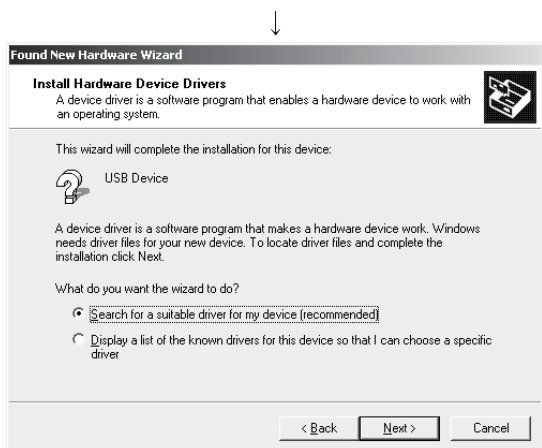 Found New Hardware Wizard
Install Hardware Device Drivers
A device driver is a software program that enables a hardware device to work with
an operating system.
This wizard will complete the installation for this device:
USB Device
A device driver is a software program that makes a hardware device work. Windows
needs driver files for your new device. To locate driver files and complete the
installation click Next.
What do you want the wizard to do?
Search for a suitable driver for my device (recommended)
Display a list of the known drivers for this device so that I can choose a specific
driver
< Back Next > Cancel